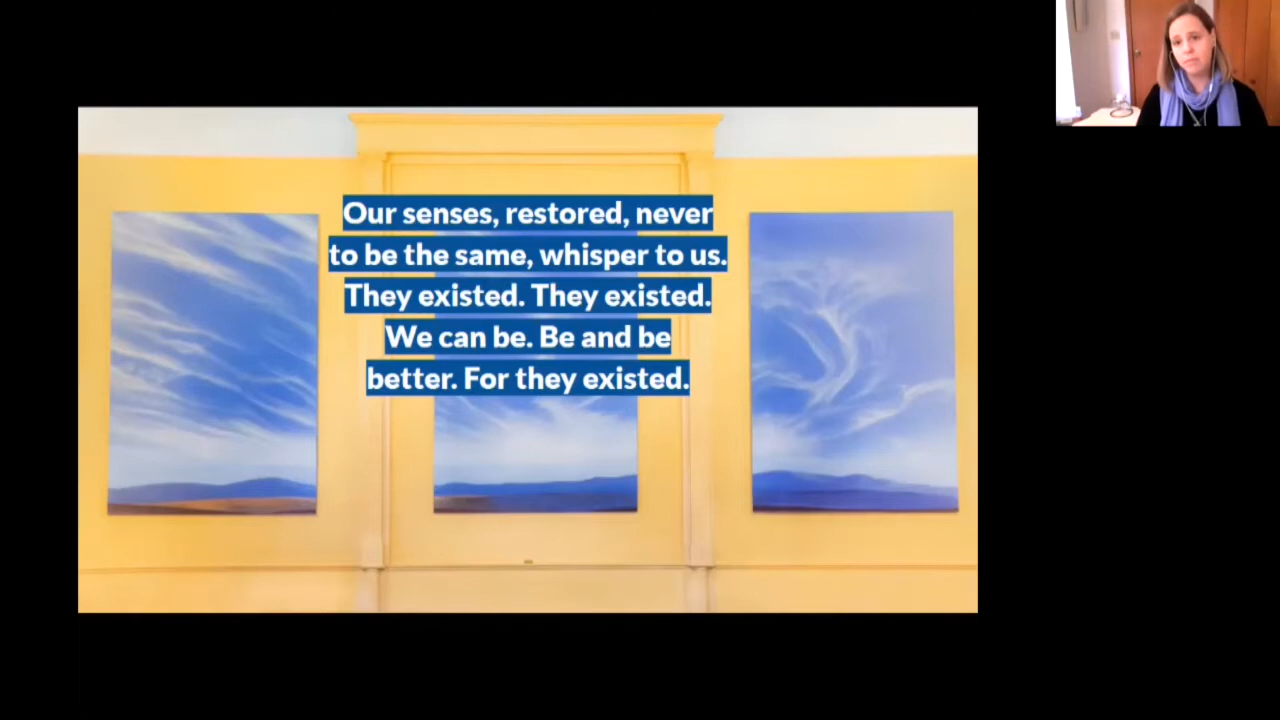 Our senses, restored, never
to be the same, whisper to us.
They existed. They existed.
We can be. Be and be
better. For they existed.